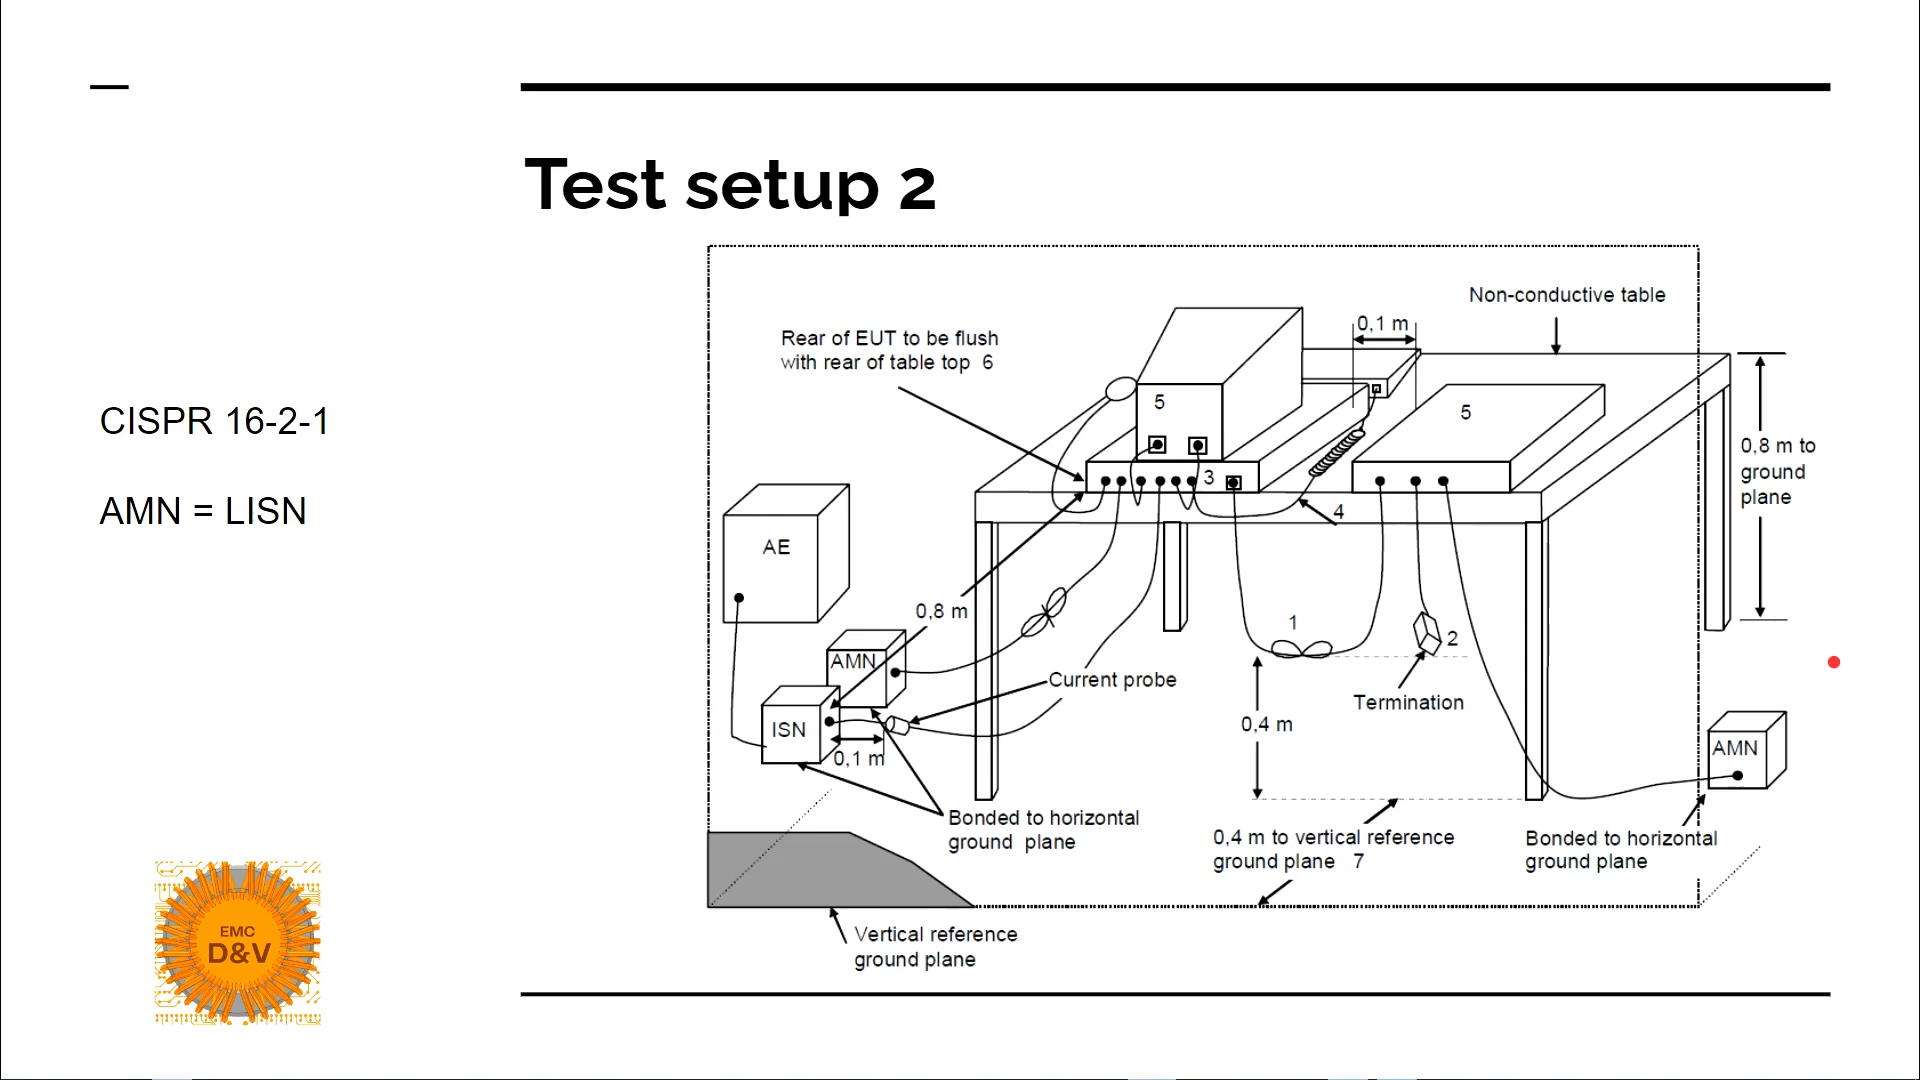 Test setup 2
CISPR 16-2-1
AMN = LISN
Non-conductive table
0,1 m
Rear of EUT to be flush
with rear of table top 6
5
5
0,8 m to
ground
plane
3
4
AE
0,8 m
1
2
AMN
Current probe
Termination
ISN
0,1 m
0,4 m
AMN
Bonded to horizontal
ground plane
0,4 m to vertical reference
ground plane 7
Bonded to horizontal
ground plane
Vertical reference
ground plane
EMC
D&V